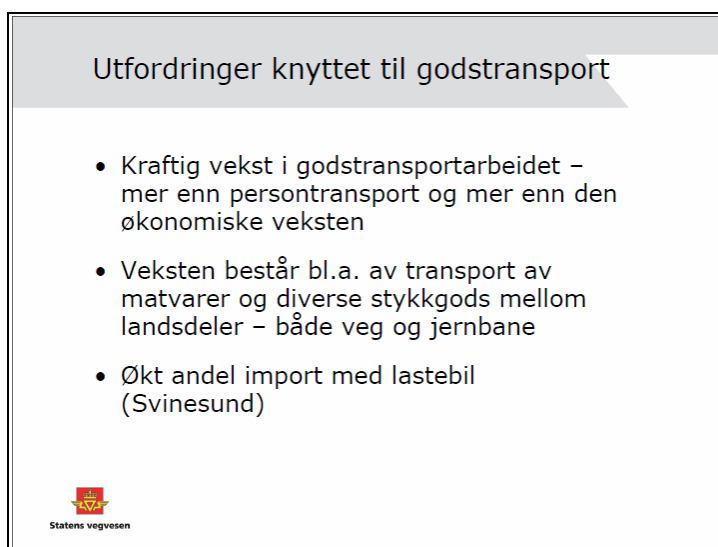 Utfordringer knyttet til godstransport
• Kraftig vekst i godstransportarbeidet –
mer enn persontransport og mer enn den
økonomiske veksten
• Veksten består bl.a. av transport av
matvarer og diverse stykkgods mellom
landsdeler – både veg og jernbane
• Økt andel import med lastebil
(Svinesund)
Statens vegvesen